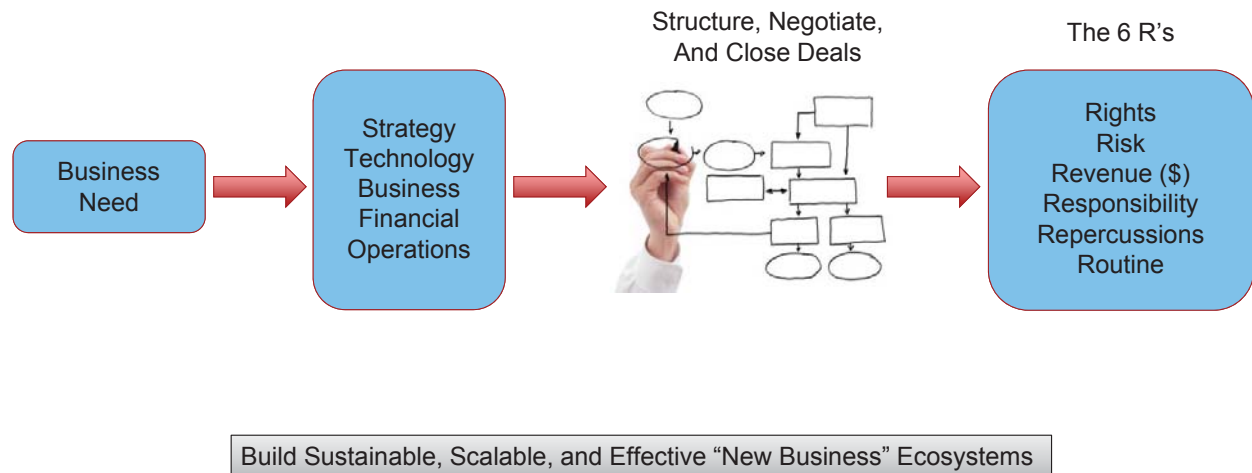 Structure, Negotiate,
And Close Deals
The 6 R's
Business
Need
Strategy
Technology
Business
Financial
Operations
Rights
Risk
Revenue ($)
Responsibility
Repercussions
Routine
Build Sustainable, Scalable, and Effective “New Business” Ecosystems